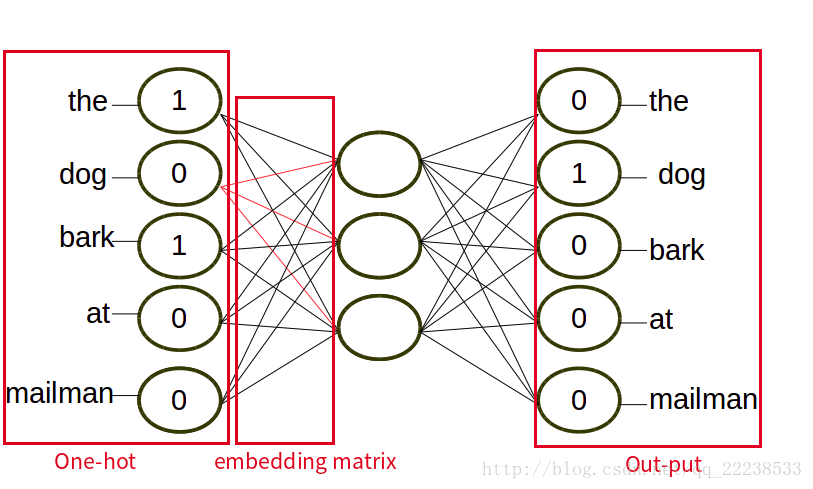 the 1 0 the
dog 0 1 dog
bark 1 0 bark
at 0 0 at
mailman 0 0 mailman
One-hot embedding matrix Out-put
http://blog.csdn.net/qq_22238533